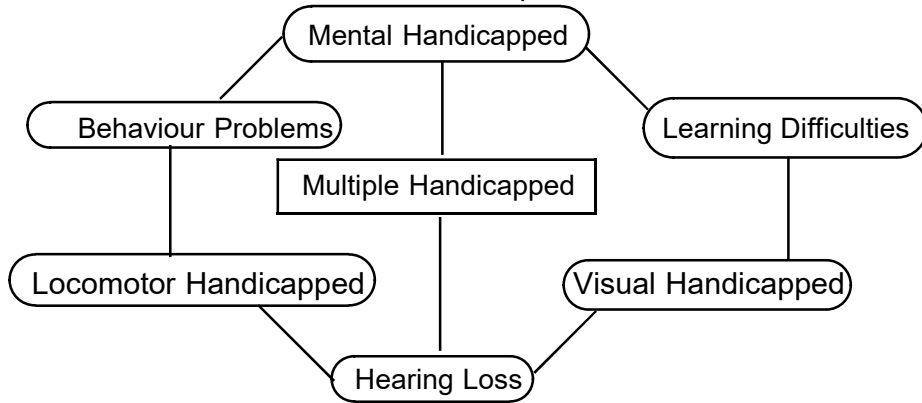 Mental Handicapped
Behaviour Problems
Learning Difficulties
Multiple Handicapped
Locomotor Handicapped
Visual Handicapped
Hearing Loss